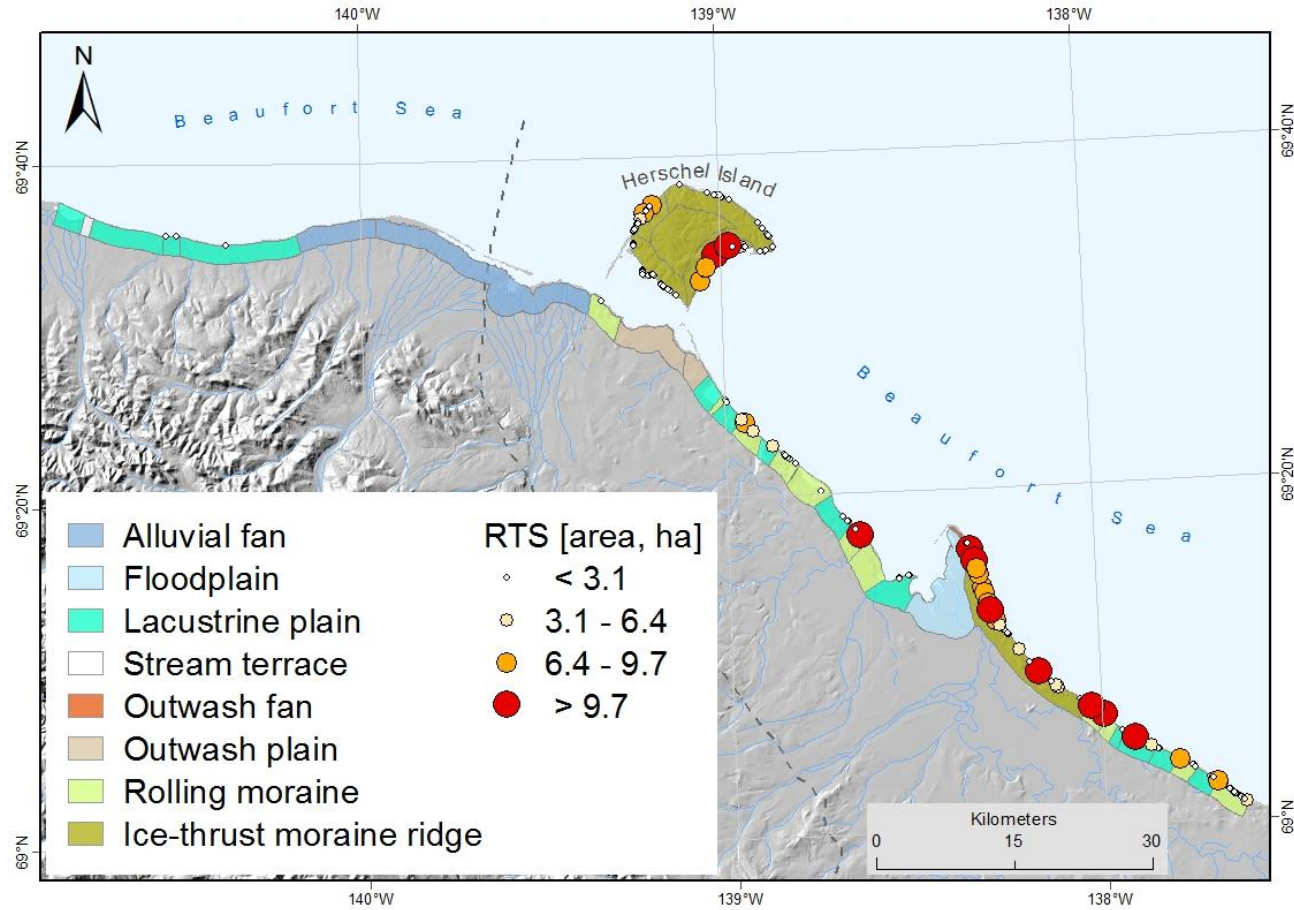 140°W 139°W 138°W
N
Beaufort Sea
69°40'N
69°40'N
Herschel Island
Beaufort Sea
69°20'N
69°20'N
Alluvial fan
Floodplain
Lacustrine plain
Stream terrace
Outwash fan
Outwash plain
Rolling moraine
Ice-thrust moraine ridge
RTS [area, ha]
< 3.1
3.1 - 6.4
6.4 - 9.7
> 9.7
Kilometers
0 15 30
69°N
69°N
140°W 139°W 138°W